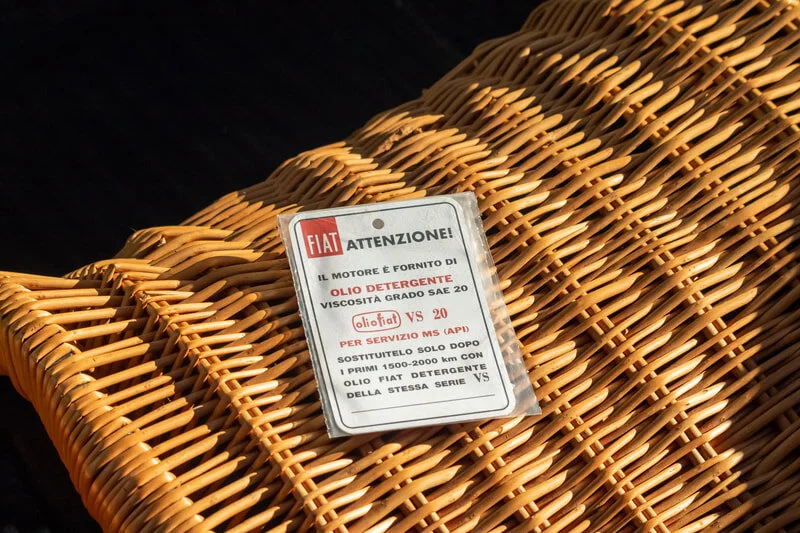 FIAT ATTENZIONE!
IL MOTORE È FORNITO DI
OLIO DETERGENTE
VISCOSITÀ GRADO SAE 20
oliofiat VS 20
PER SERVIZIO MS (API)
SOSTITUITELO SOLO DOPO
I PRIMI 1500-2000 km CON
OLIO FIAT DETERGENTE
DELLA STESSA SERIE VS